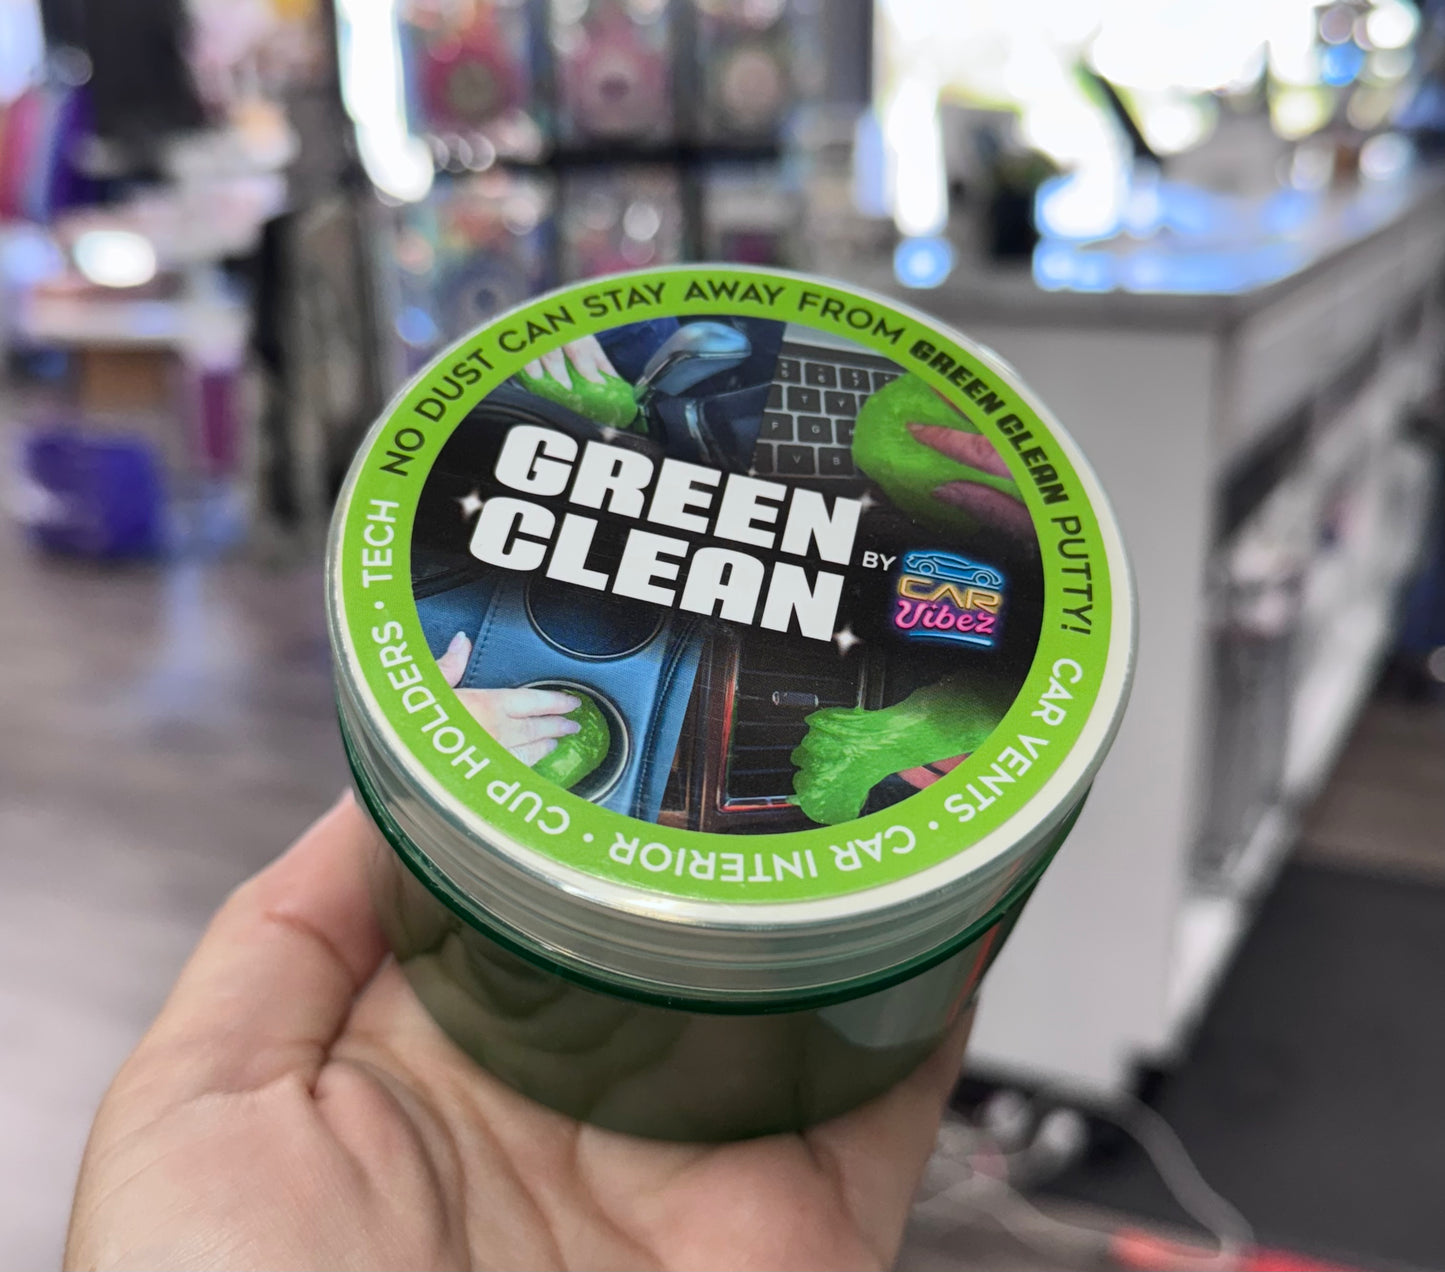 NO DUST CAN STAY AWAY FROM GREEN CLEAN PUTTY!
GREEN
CLEAN
BY
CAR
Vibez
CAR VENTS • CAR INTERIOR • CUP HOLDERS • TECH